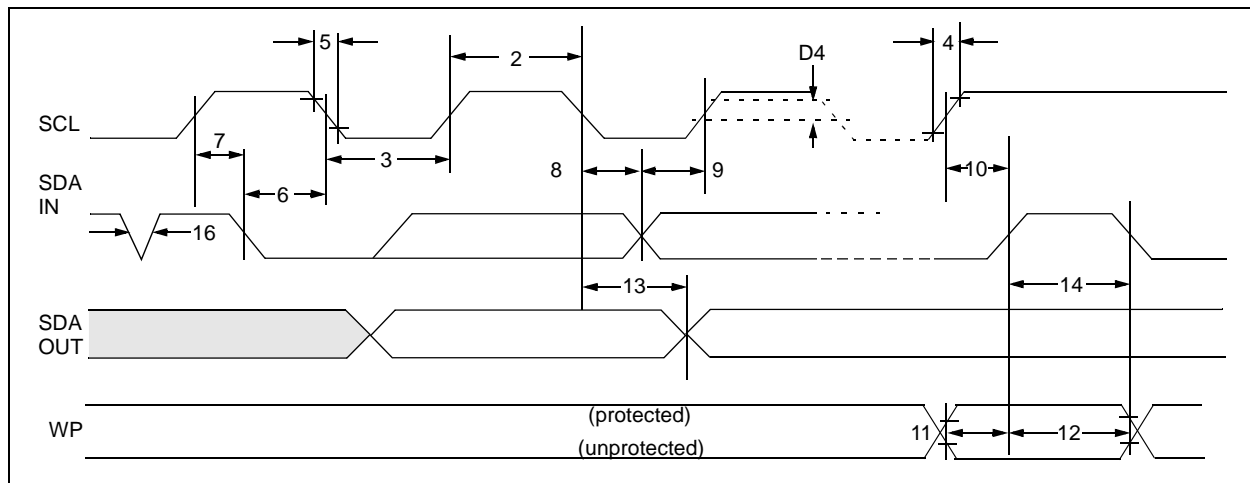 5
2
D4
4
SCL
7
3
8
9
10
SDA
IN
6
16
13
14
SDA
OUT
WP
(protected)
11
12
(unprotected)